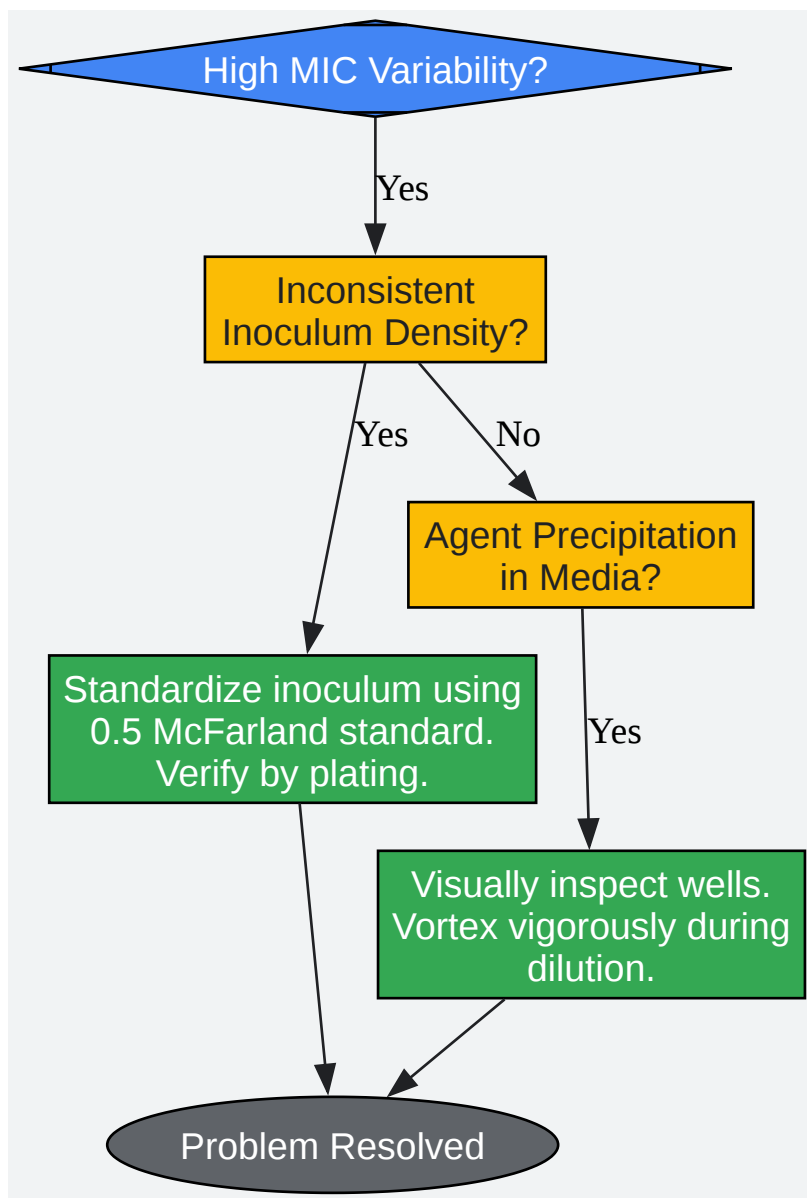 High MIC Variability?
Yes
Inconsistent
Inoculum Density?
Yes
No
Agent Precipitation
in Media?
Standardize inoculum using
0.5 McFarland standard.
Verify by plating.
Yes
Visually inspect wells.
Vortex vigorously during
dilution.
Problem Resolved